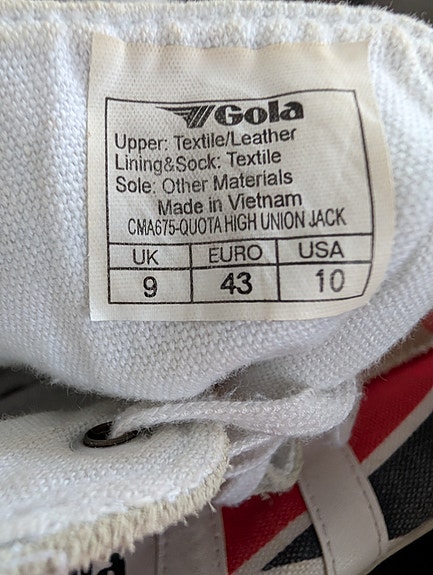 Gola
Upper: Textile/Leather
Lining&Sock: Textile
Sole: Other Materials
Made in Vietnam
CMA675-QUOTA HIGH UNION JACK
UK EURO USA
9 43 10